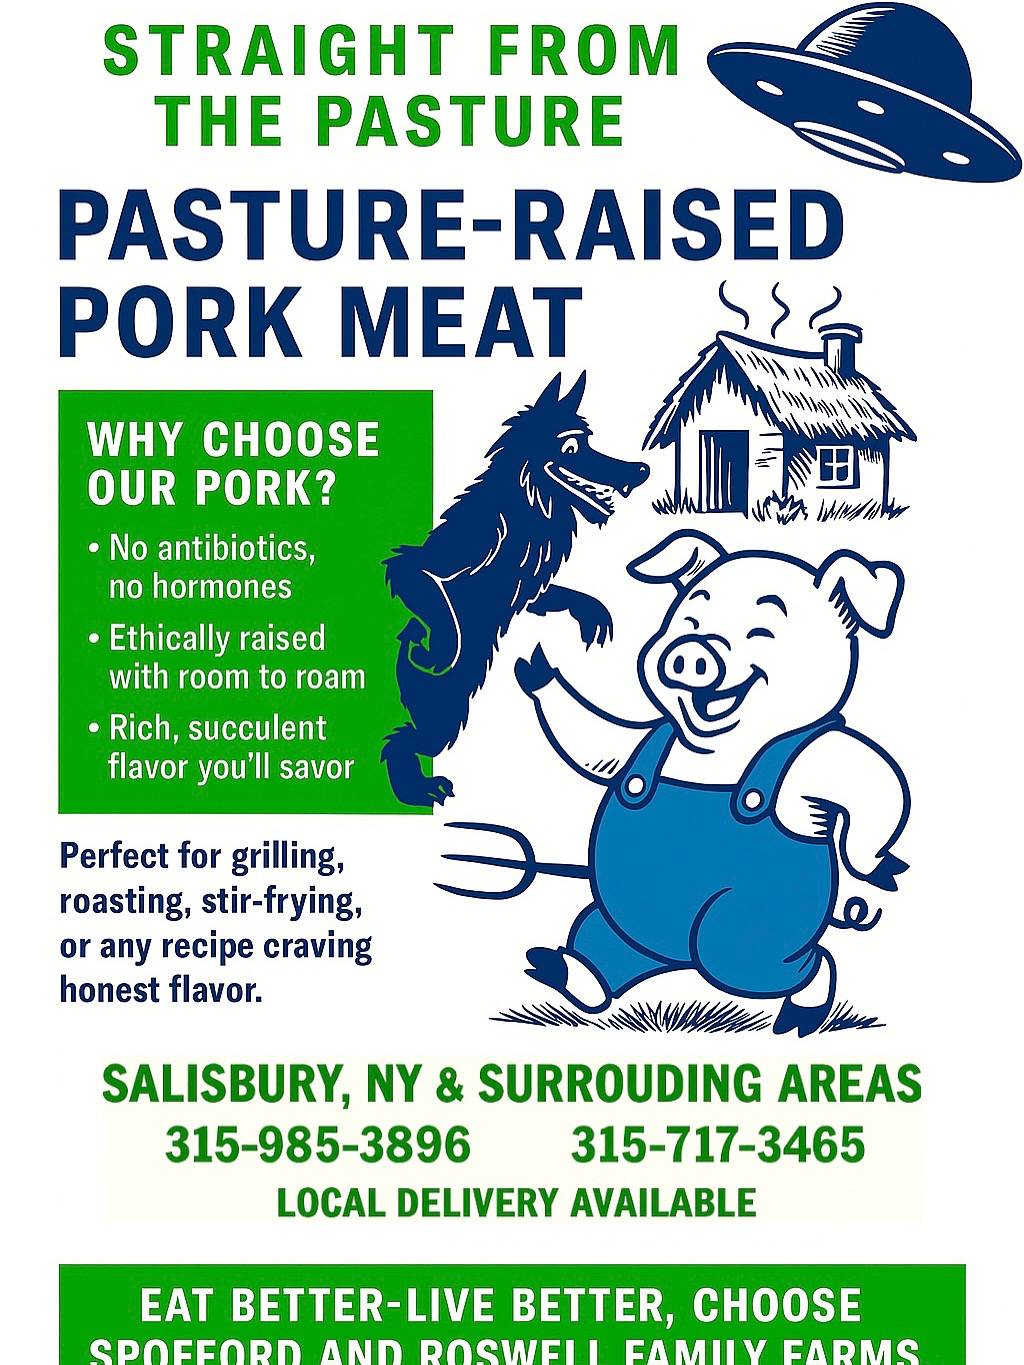 STRAIGHT FROM
THE PASTURE
PASTURE-RAISED
PORK MEAT
WHY CHOOSE
OUR PORK?
• No antibiotics,
no hormones
• Ethically raised
with room to roam
• Rich, succulent
flavor you'll savor
Perfect for grilling,
roasting, stir-frying,
or any recipe craving
honest flavor.
SALISBURY, NY & SURROUDING AREAS
315-985-3896 315-717-3465
LOCAL DELIVERY AVAILABLE
EAT BETTER-LIVE BETTER, CHOOSE
SPOFFORD AND ROSWELL FAMILY FARMS